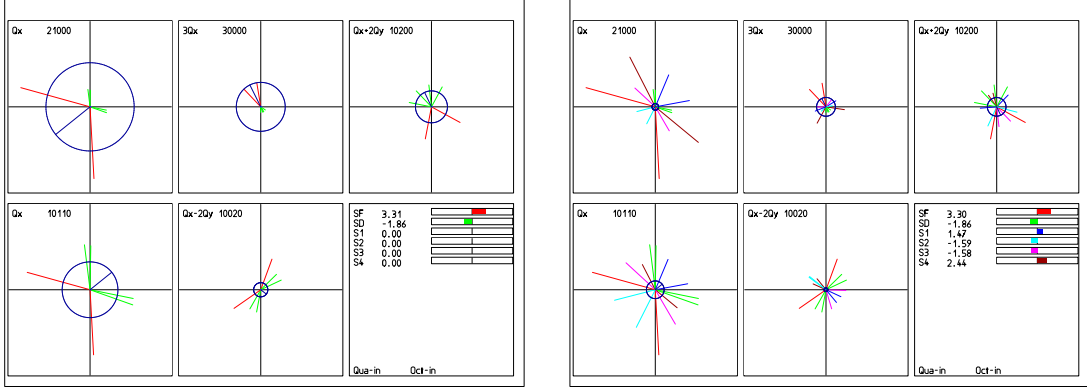 Qx 21000
3Qx 30000
Qx+2Qy 10200
Qx 10110
Qx-2Qy 10020
SF 3.31
SD -1.86
S1 0.00
S2 0.00
S3 0.00
S4 0.00
Qua-in Oct-in
Qx 21000
3Qx 30000
Qx+2Qy 10200
Qx 10110
Qx-2Qy 10020
SF 3.30
SD -1.86
S1 1.47
S2 -1.59
S3 -1.58
S4 2.44
Qua-in Oct-in